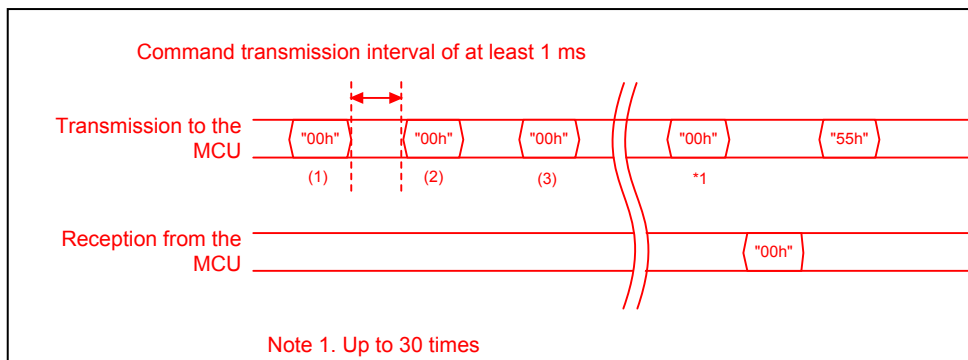 Command transmission interval of at least 1 ms
Transmission to the
MCU
"00h" "00h" "00h" "00h" "55h"
(1) (2) (3) *1
Reception from the
MCU
"00h"
Note 1. Up to 30 times